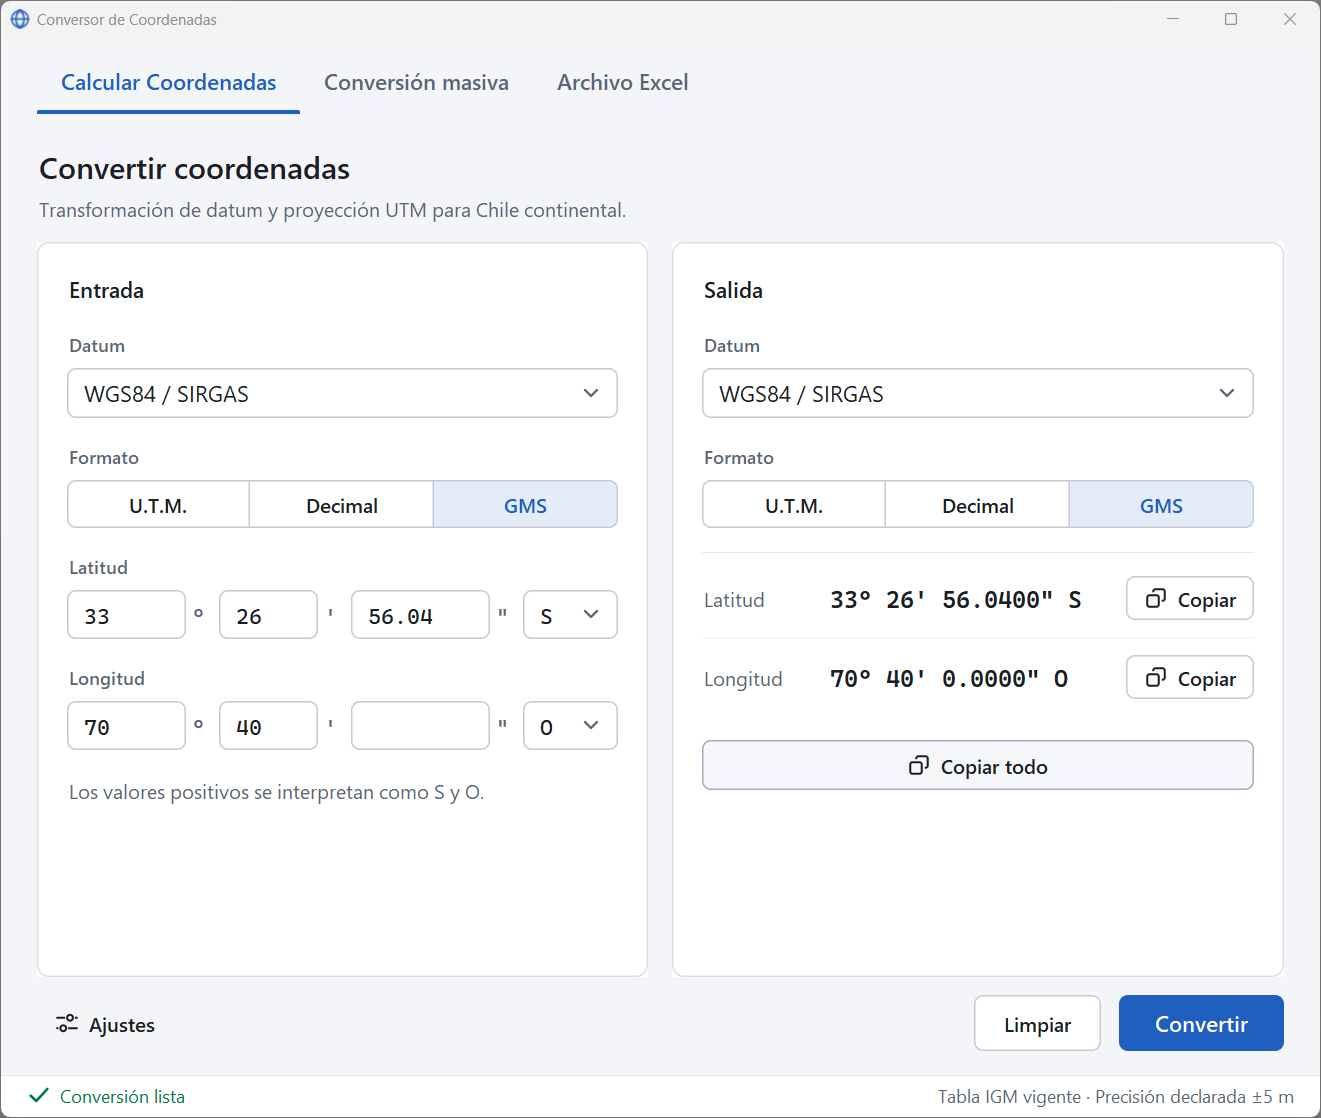 Conversor de Coordenadas
Calcular Coordenadas Conversión masiva Archivo Excel
Convertir coordenadas
Transformación de datum y proyección UTM para Chile continental.
Entrada
Datum
WGS84 / SIRGAS
Formato
U.T.M. Decimal GMS
Latitud
33 ° 26 ' 56.04 " S
Longitud
70 ° 40 ' " O
Los valores positivos se interpretan como S y O.
Salida
Datum
WGS84 / SIRGAS
Formato
U.T.M. Decimal GMS
Latitud 33° 26' 56.0400" S Copiar
Longitud 70° 40' 0.0000" O Copiar
Copiar todo
Ajustes
Limpiar Convertir
Conversión lista
Tabla IGM vigente · Precisión declarada ±5 m